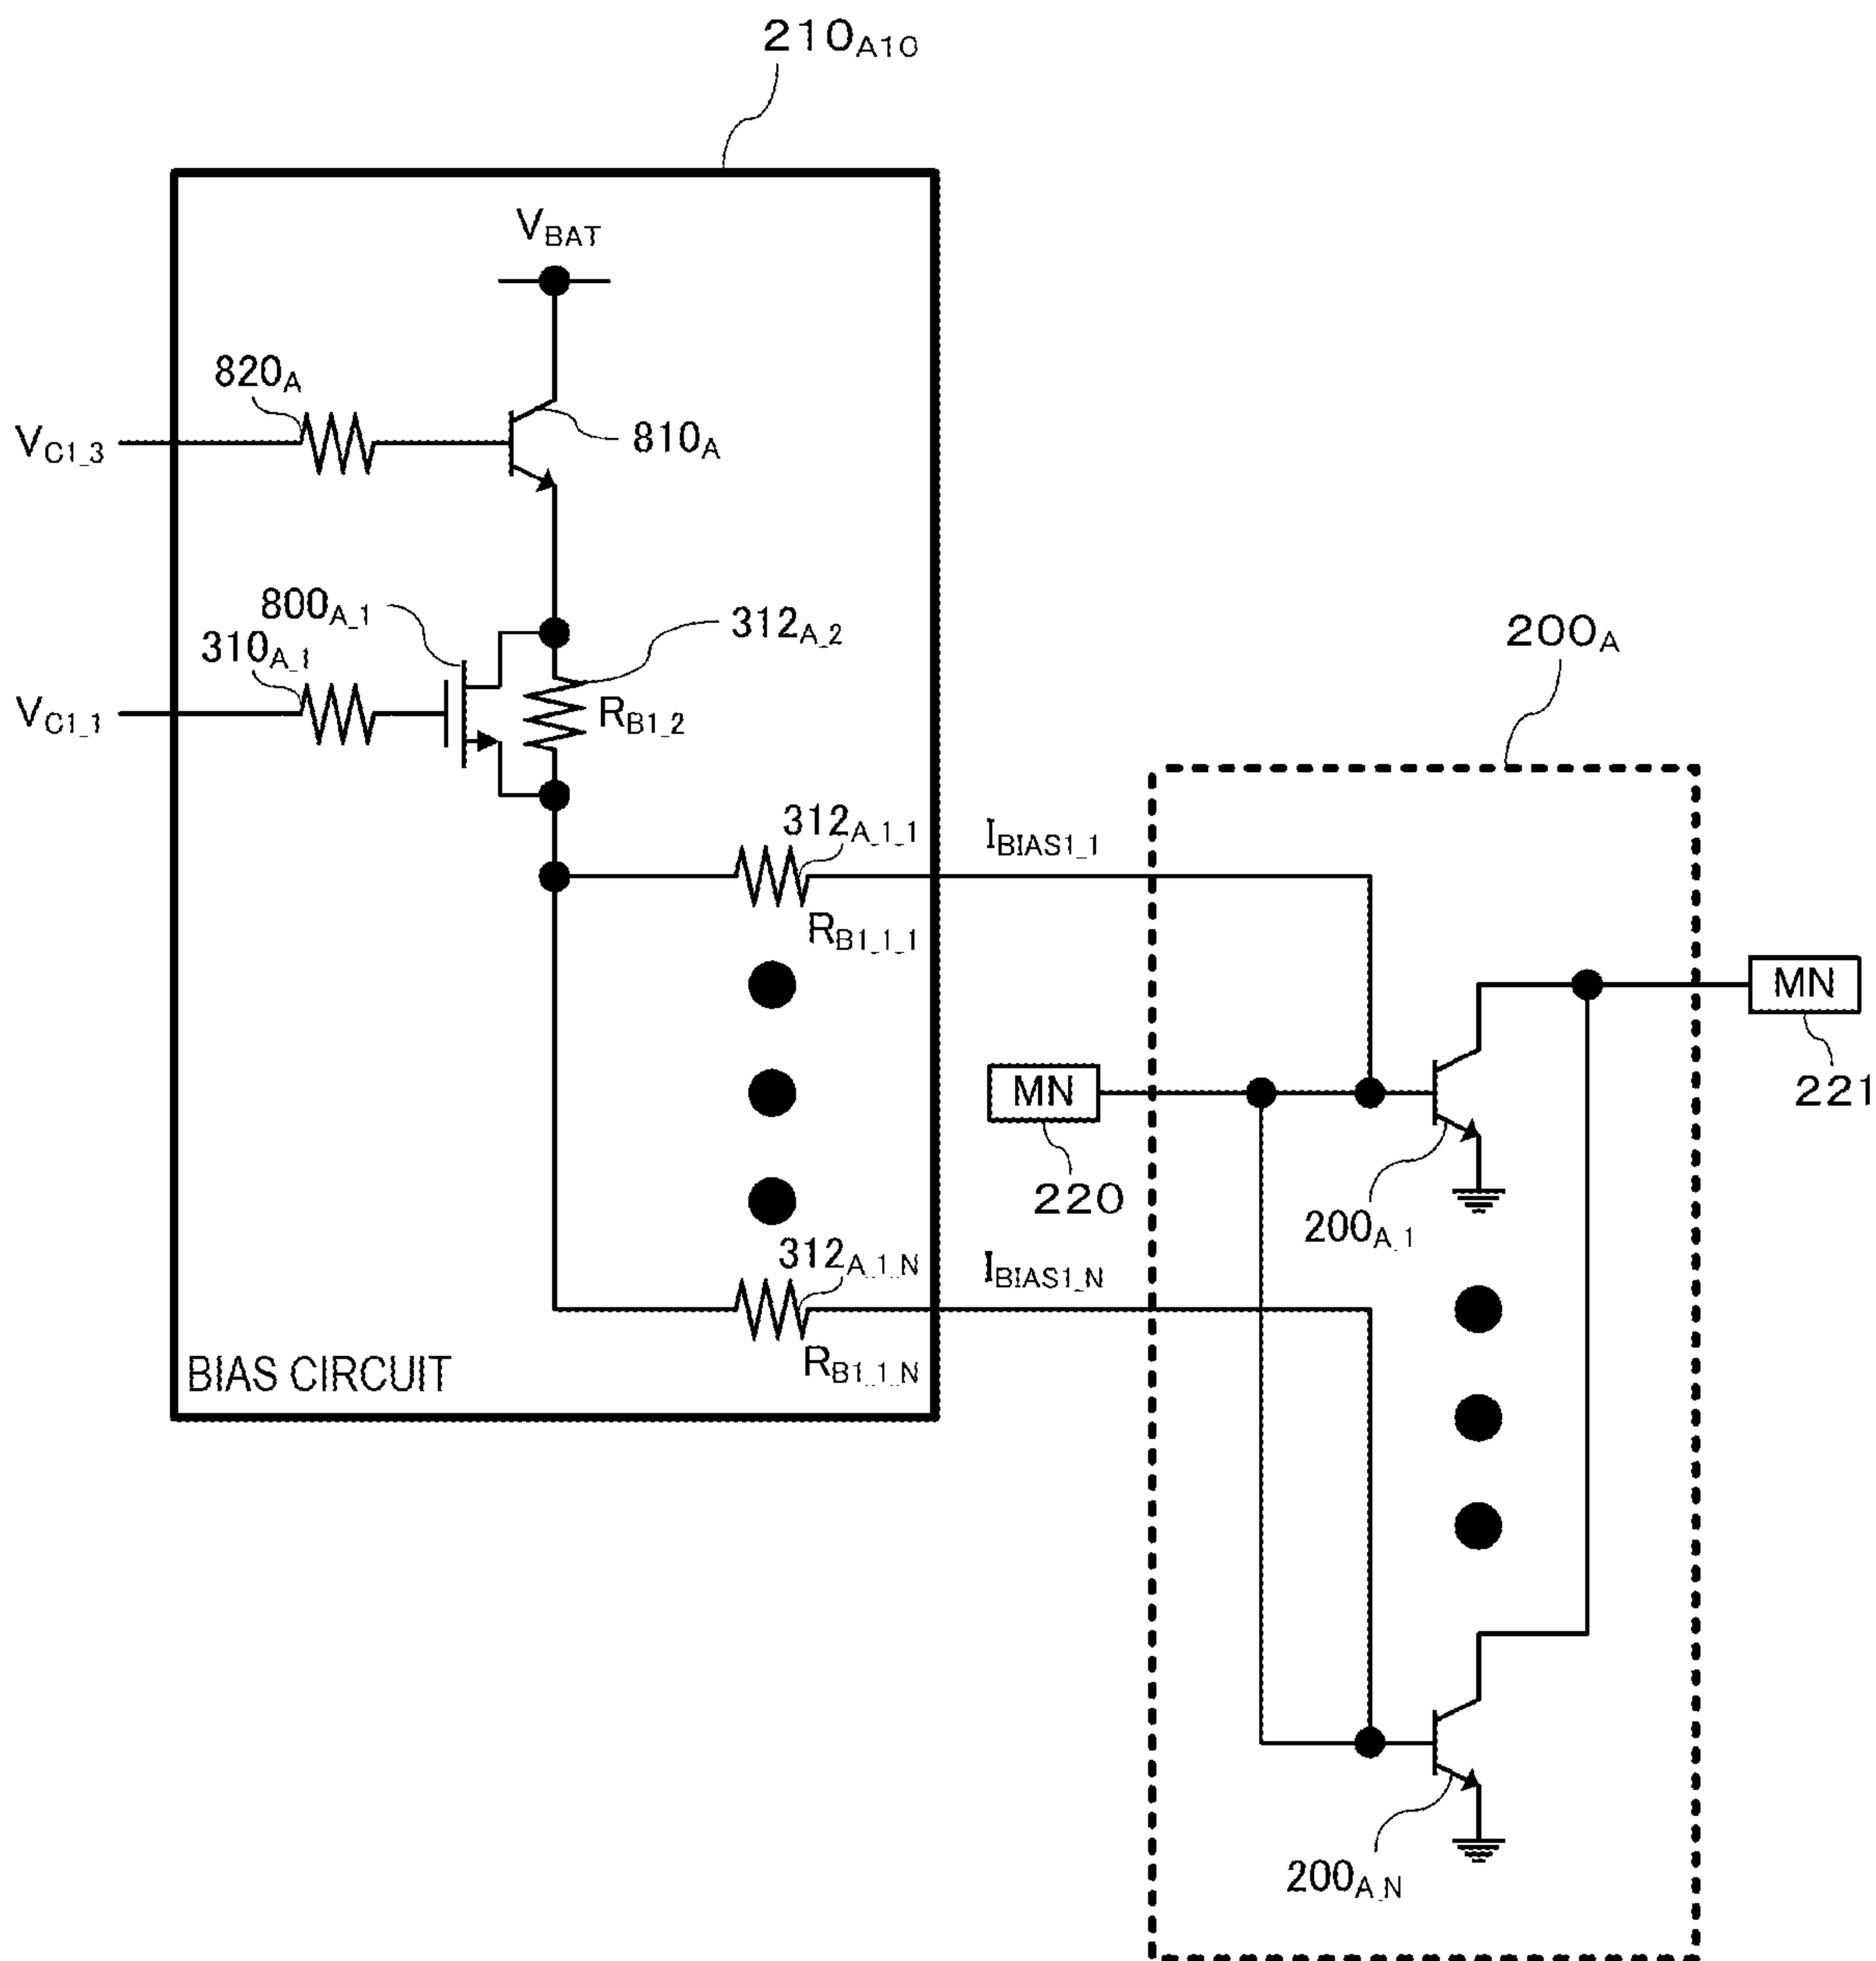 210A10
VBAT
820A
VC1_3
810A
800A_1
312A_2
310A_1
VC1_1
RB1_2
200A
312A_1_1
IBIAS1_1
RB1_1_1
MN
221
MN
220
200A_1
312A_1_N
IBIAS1_N
RB1_1_N
BIAS CIRCUIT
200A_N